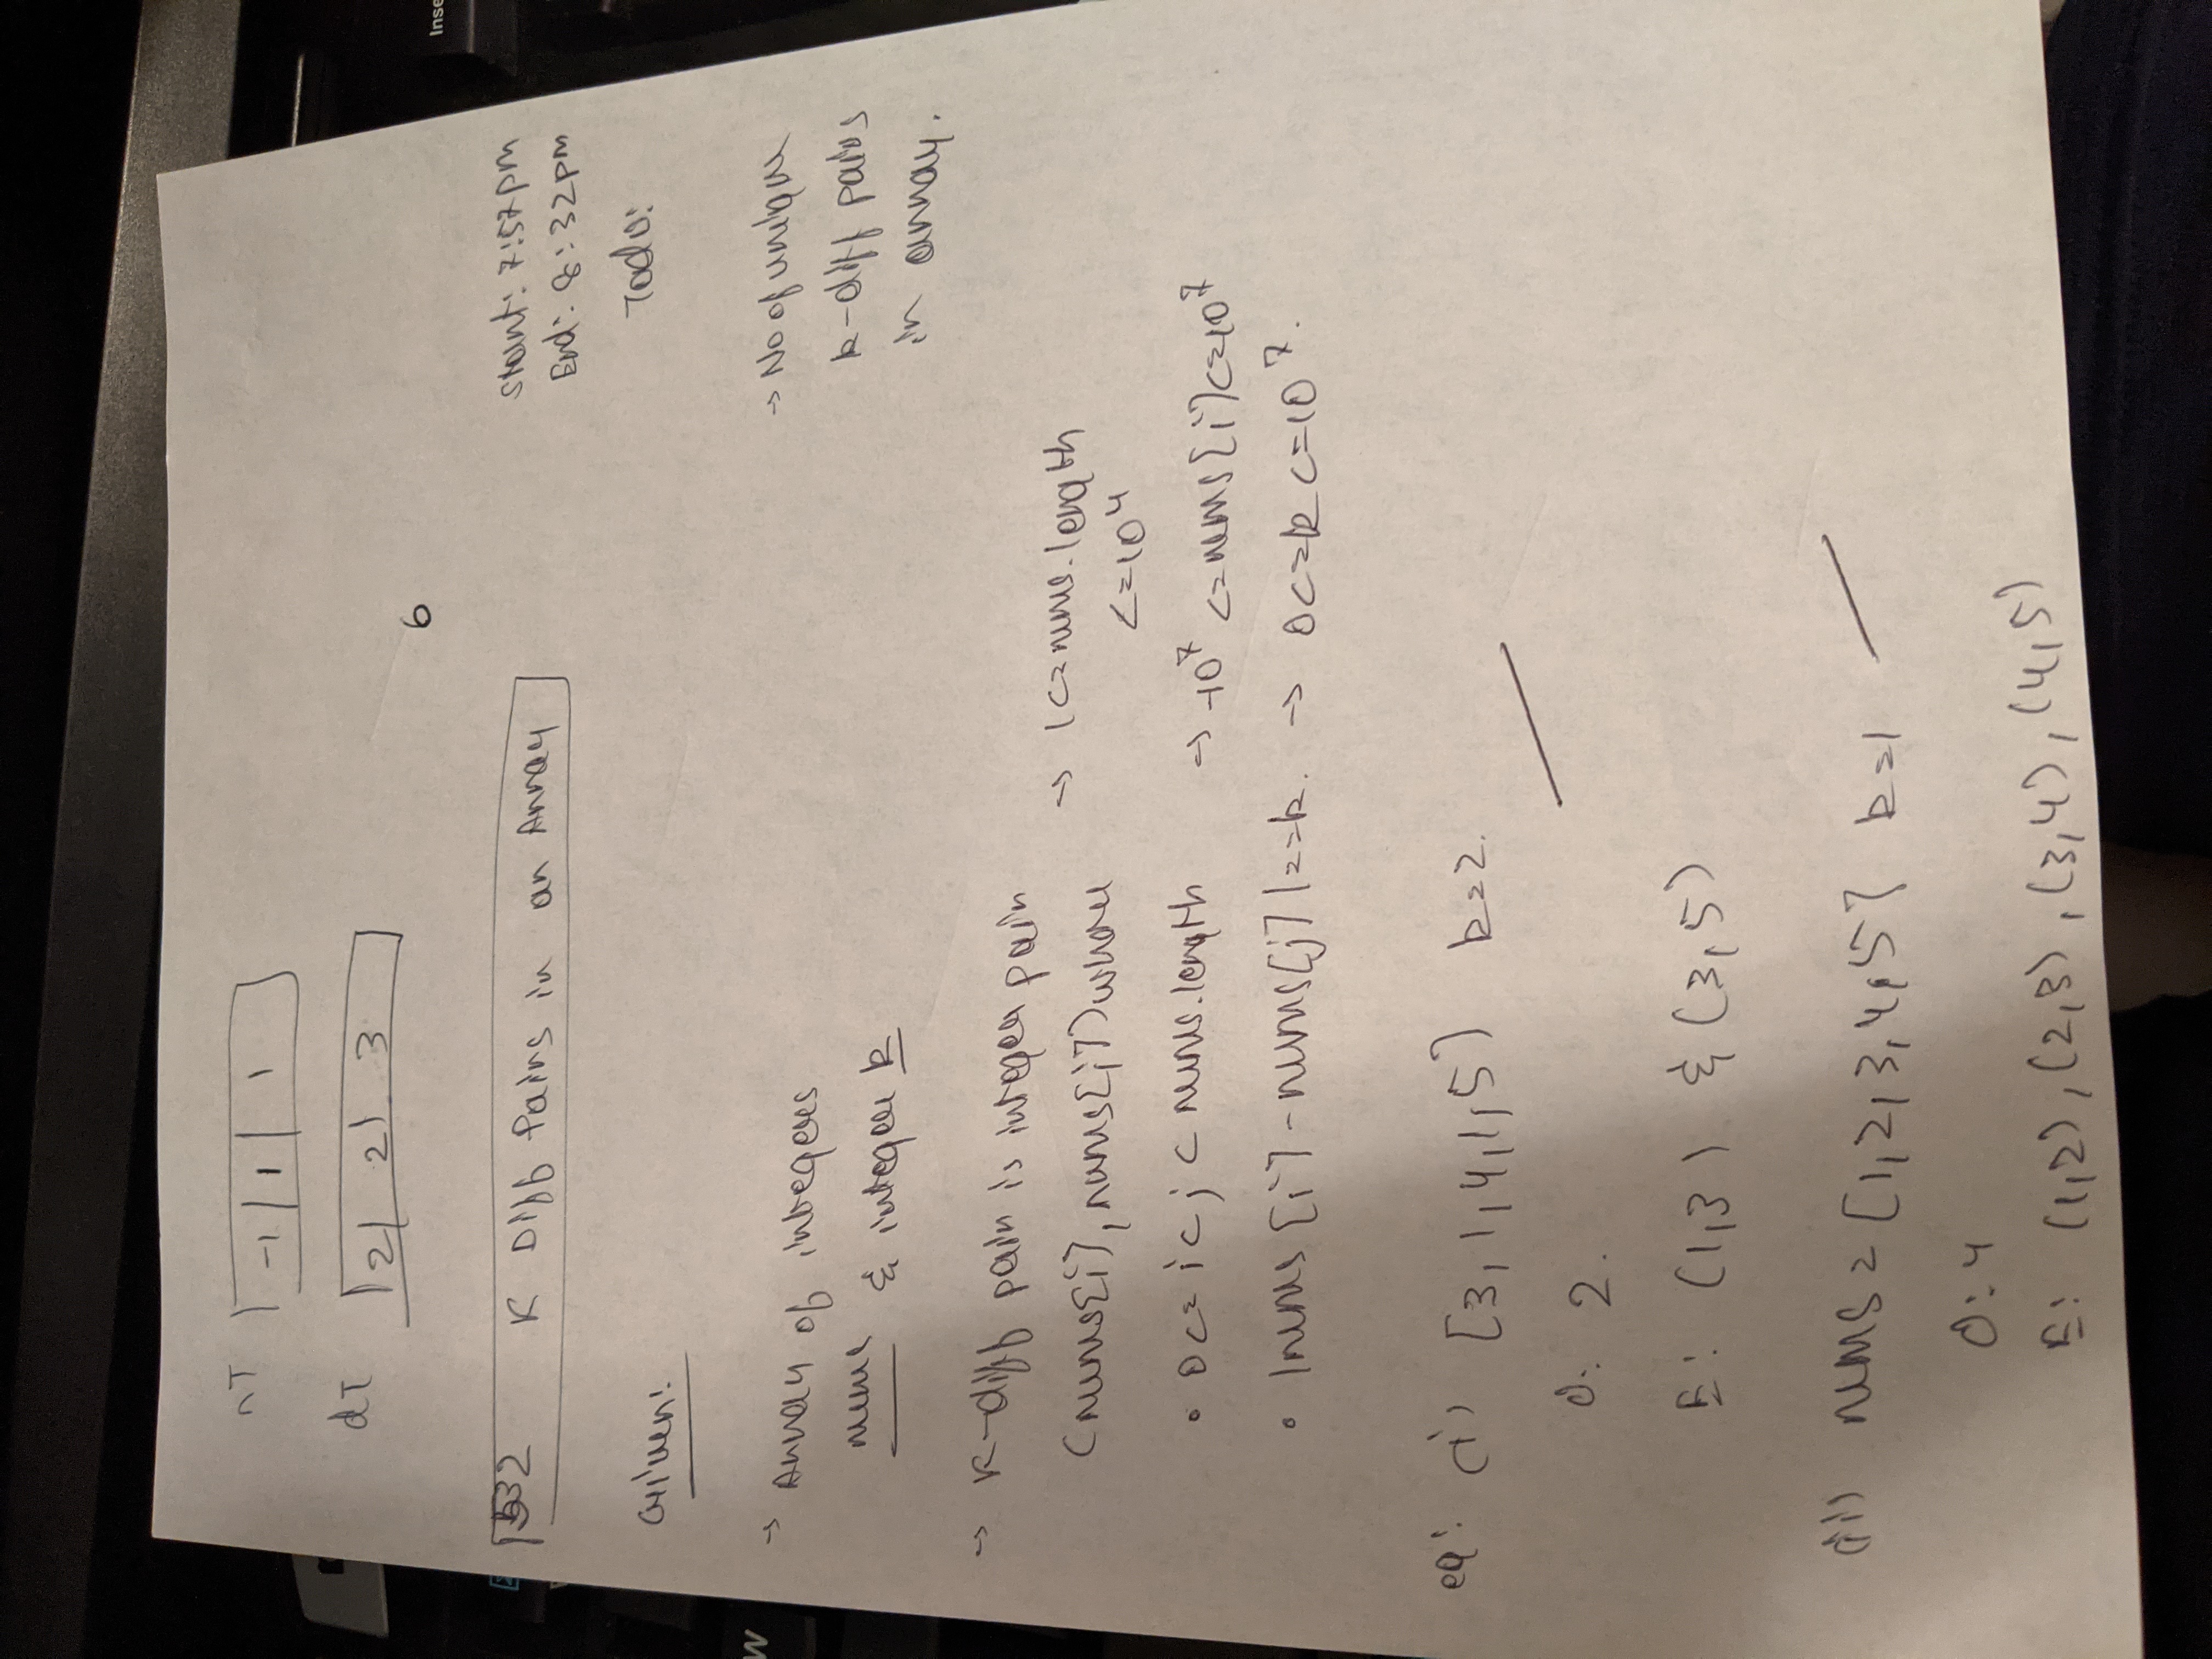 nT -1 1 1
dT 2 2 3
6
532 K Diff Pairs in an Array
Start: 7:57pm
End: 8:32pm
Todo:
Given:
→ Array of integers
nums & integer k
→ No of unique
k-diff pairs
in array.
→ K-diff pair is integer pair
(nums[i], nums[j]) where
• 0<=i<j<nums.length
• |nums[i]-nums[j]|==k.
→ 1<=nums.length
<=10^4
→ -10^7 <=nums[i]<=10^7
→ 0<=k<=10^7.
eg: (i) [3,1,4,1,5] k=2.
O: 2.
E: (1,3) & (3,5)
(ii) nums = [1,2,3,4,5] k=1
O: 4
E: (1,2), (2,3), (3,4), (4,5)
Inse
W